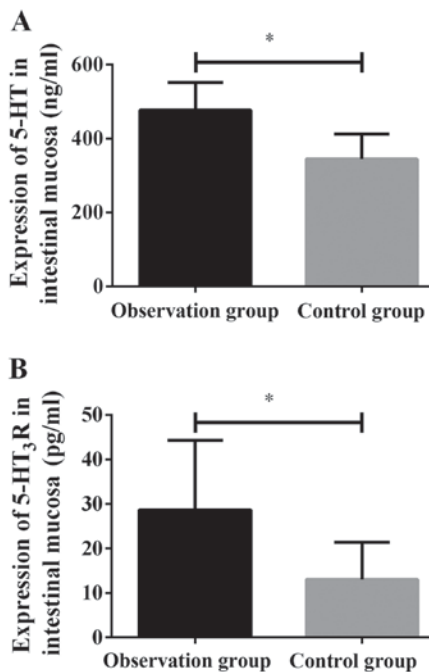 A
Expression of 5-HT in
intestinal mucosa (ng/ml)
600
400
200
0
*
Observation group Control group
B
Expression of 5-HT₃R in
intestinal mucosa (pg/ml)
50
40
30
20
10
0
*
Observation group Control group